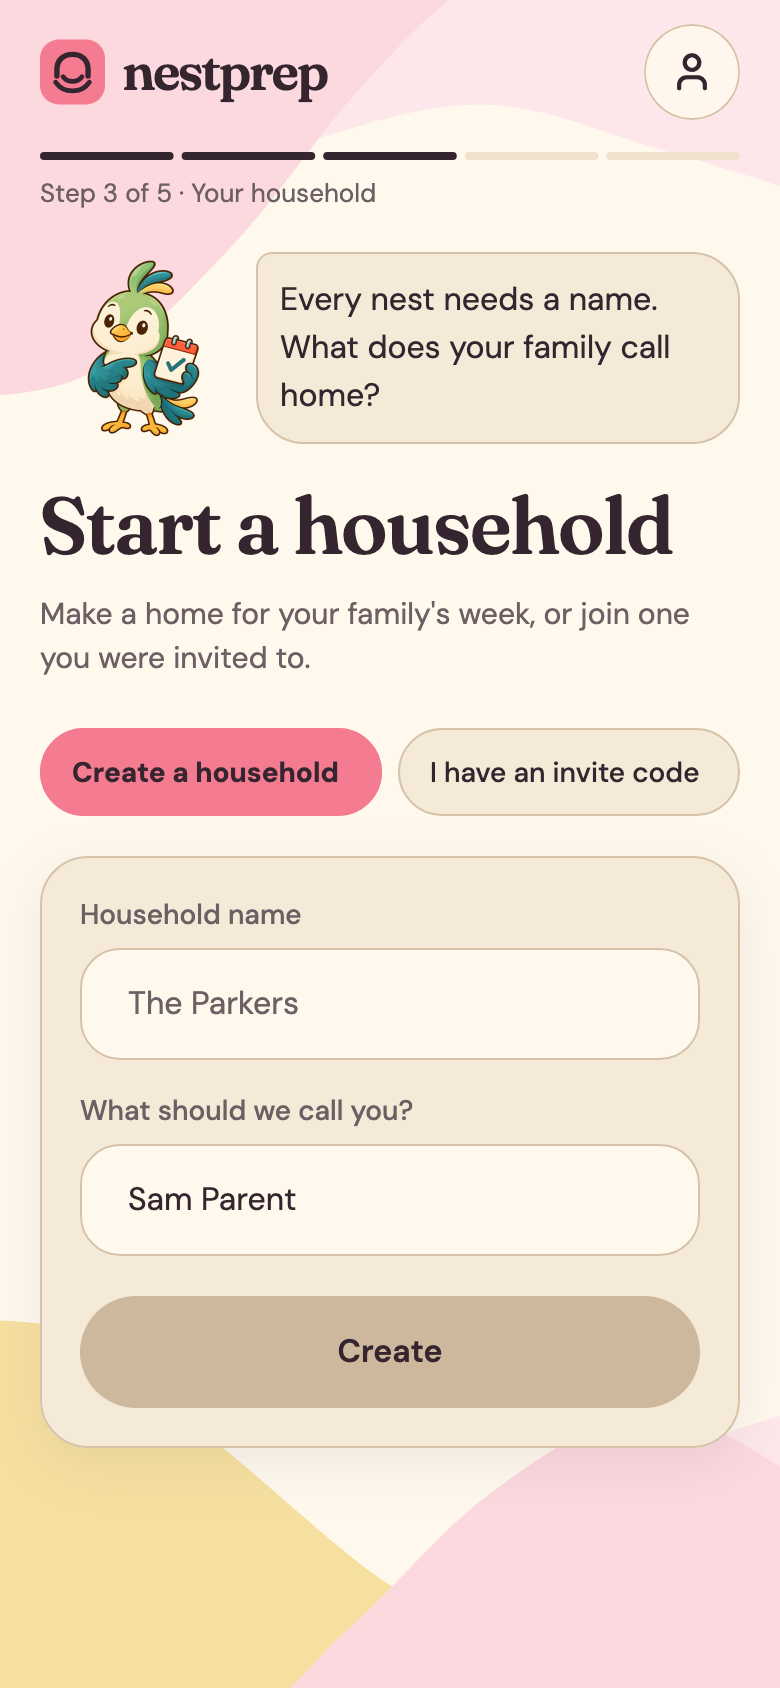 nestprep
Step 3 of 5 · Your household
Every nest needs a name.
What does your family call
home?
Start a household
Make a home for your family's week, or join one
you were invited to.
Create a household
I have an invite code
Household name
The Parkers
What should we call you?
Sam Parent
Create